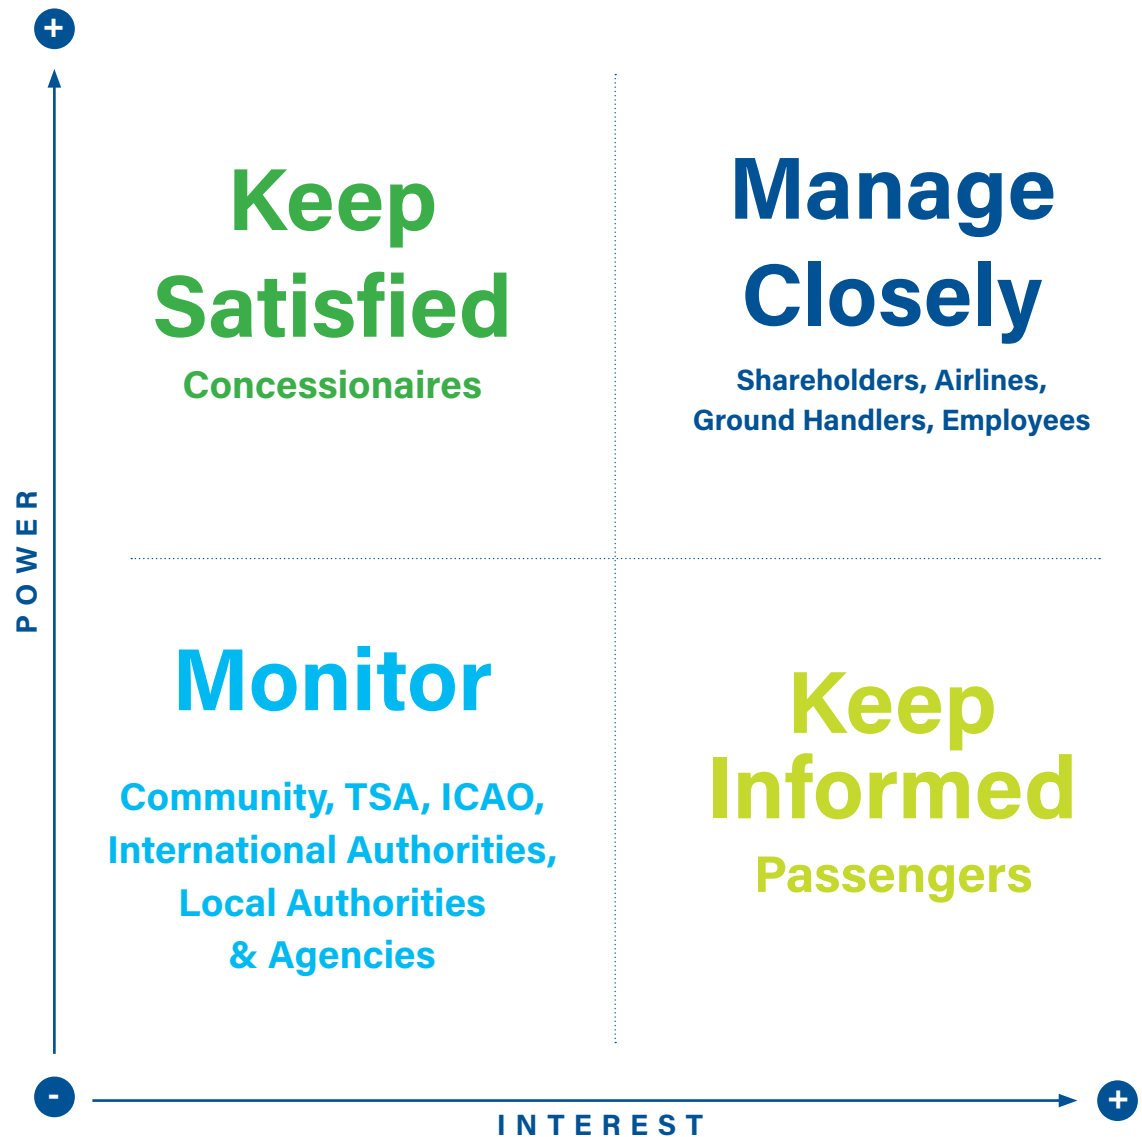 +
Keep
Satisfied
Concessionaires
Manage
Closely
Shareholders, Airlines,
Ground Handlers, Employees
POWER
Monitor
Community, TSA, ICAO,
International Authorities,
Local Authorities
& Agencies
Keep
Informed
Passengers
-
+
INTEREST